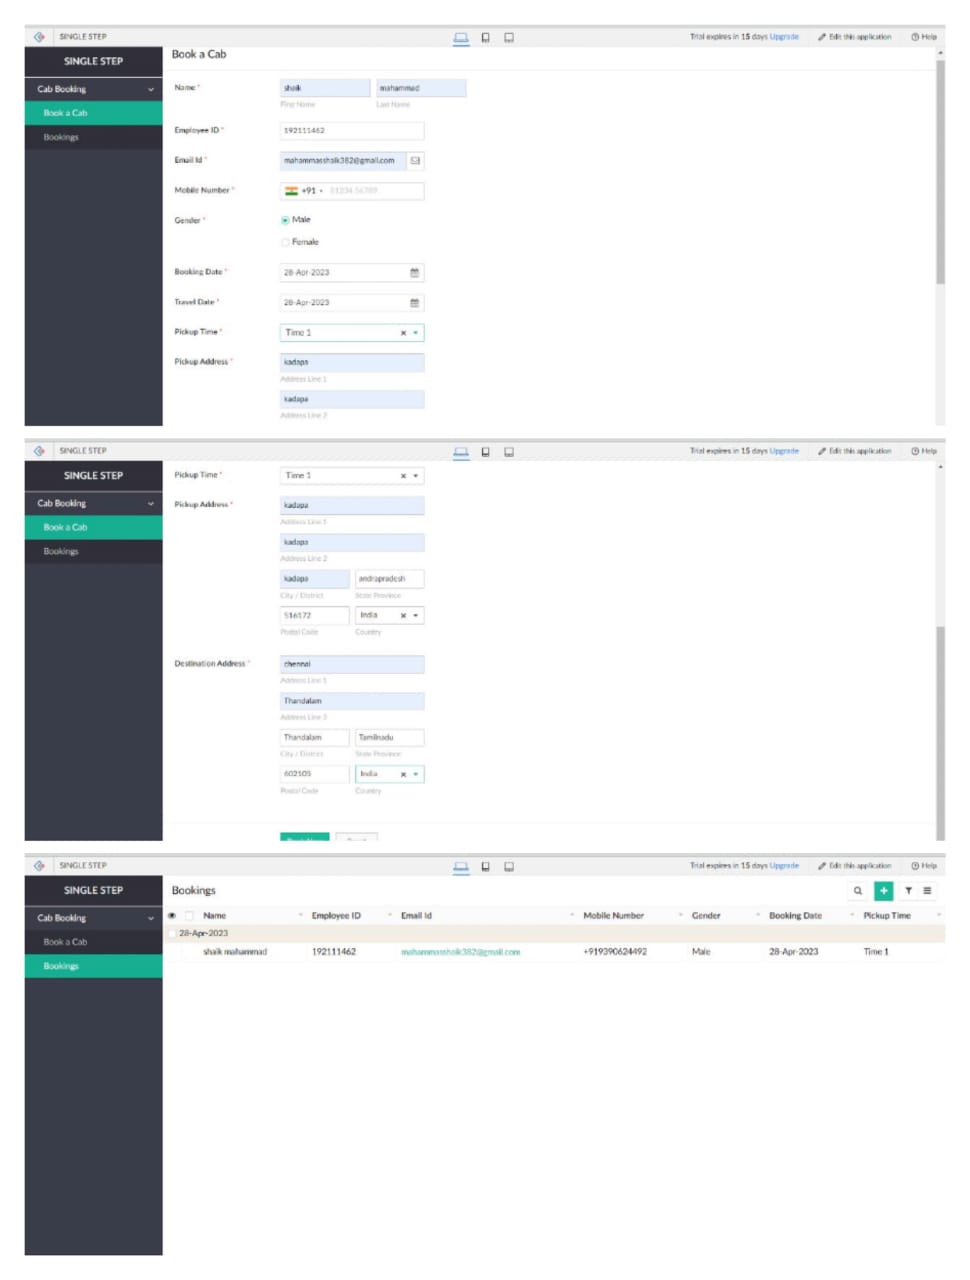 SINGLE STEP Trial expires in 15 days Upgrade Edit this application Help
SINGLE STEP Book a Cab
Cab Booking Name * shaik mahammad
First Name Last Name
Book a Cab
Employee ID * 192111462
Bookings
Email Id * mahammasshaik382@gmail.com
Mobile Number * +91 01234 56789
Gender * Male
Female
Booking Date * 28-Apr-2023
Travel Date * 28-Apr-2023
Pickup Time * Time 1
Pickup Address * kadapa
Address Line 1
kadapa
Address Line 2
SINGLE STEP Trial expires in 15 days Upgrade Edit this application Help
SINGLE STEP Pickup Time * Time 1
Cab Booking Pickup Address * kadapa
Address Line 1
Book a Cab
kadapa
Bookings
Address Line 2
kadapa andrapradesh
City / District State Province
516172 India
Postal Code Country
Destination Address * chennai
Address Line 1
Thandalam
Address Line 2
Thandalam Tamilnadu
City / District State Province
602105 India
Postal Code Country
SINGLE STEP Trial expires in 15 days Upgrade Edit this application Help
SINGLE STEP Bookings
Cab Booking Name Employee ID Email Id Mobile Number Gender Booking Date Pickup Time
28-Apr-2023
Book a Cab
shaik mahammad 192111462 mahammasshaik382@gmail.com +919390624492 Male 28-Apr-2023 Time 1
Bookings